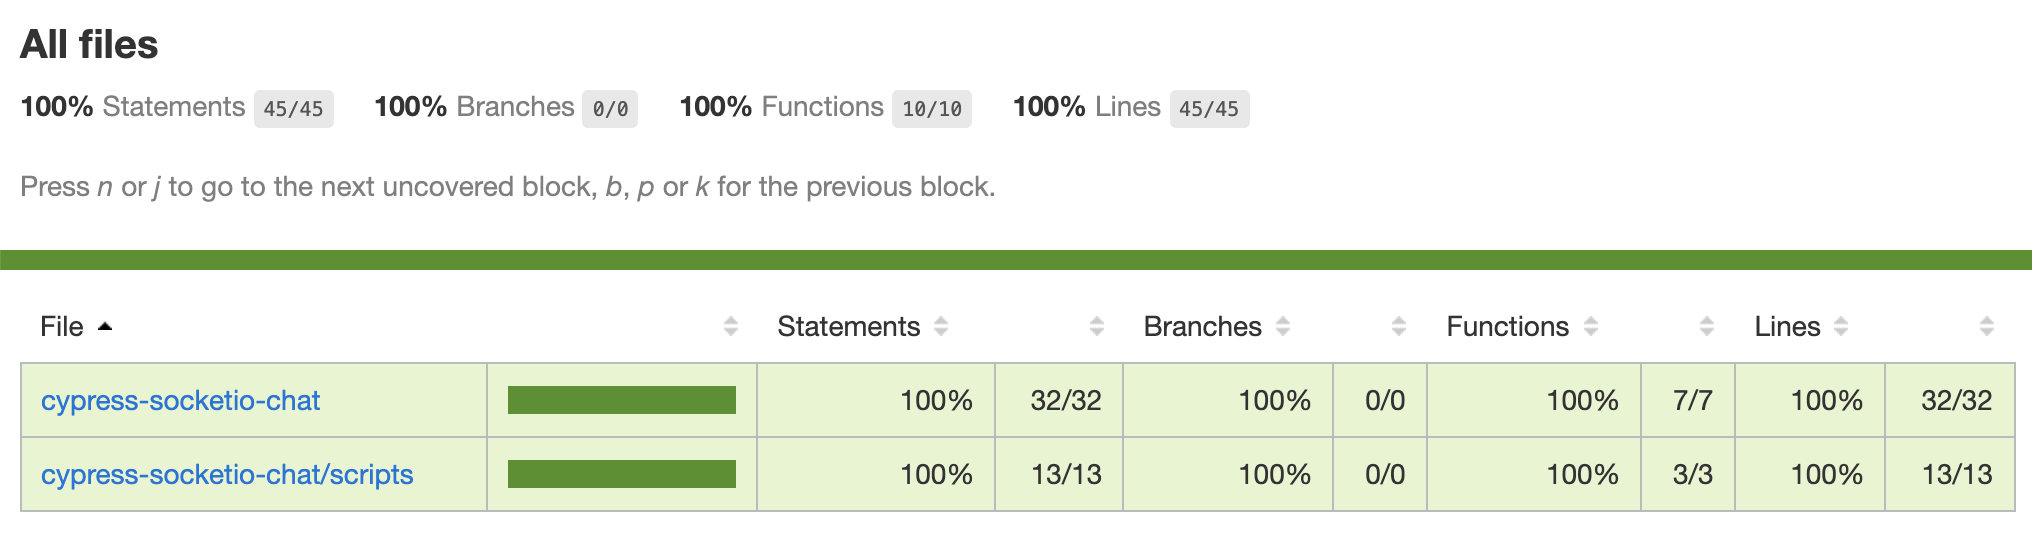 All files
100% Statements 45/45 100% Branches 0/0 100% Functions 10/10 100% Lines 45/45
Press n or j to go to the next uncovered block, b, p or k for the previous block.
File Statements Branches Functions Lines
cypress-socketio-chat 100% 32/32 100% 0/0 100% 7/7 100% 32/32
cypress-socketio-chat/scripts 100% 13/13 100% 0/0 100% 3/3 100% 13/13